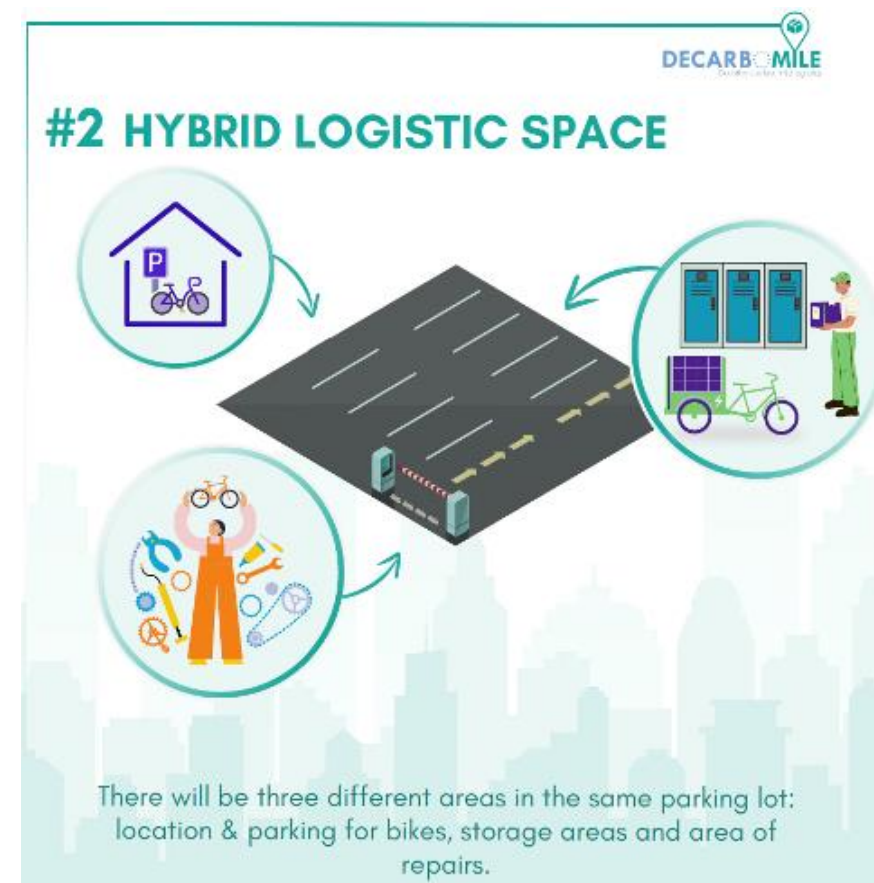 DECARBOMILE
#2 HYBRID LOGISTIC SPACE
P
There will be three different areas in the same parking lot:
location & parking for bikes, storage areas and area of
repairs.